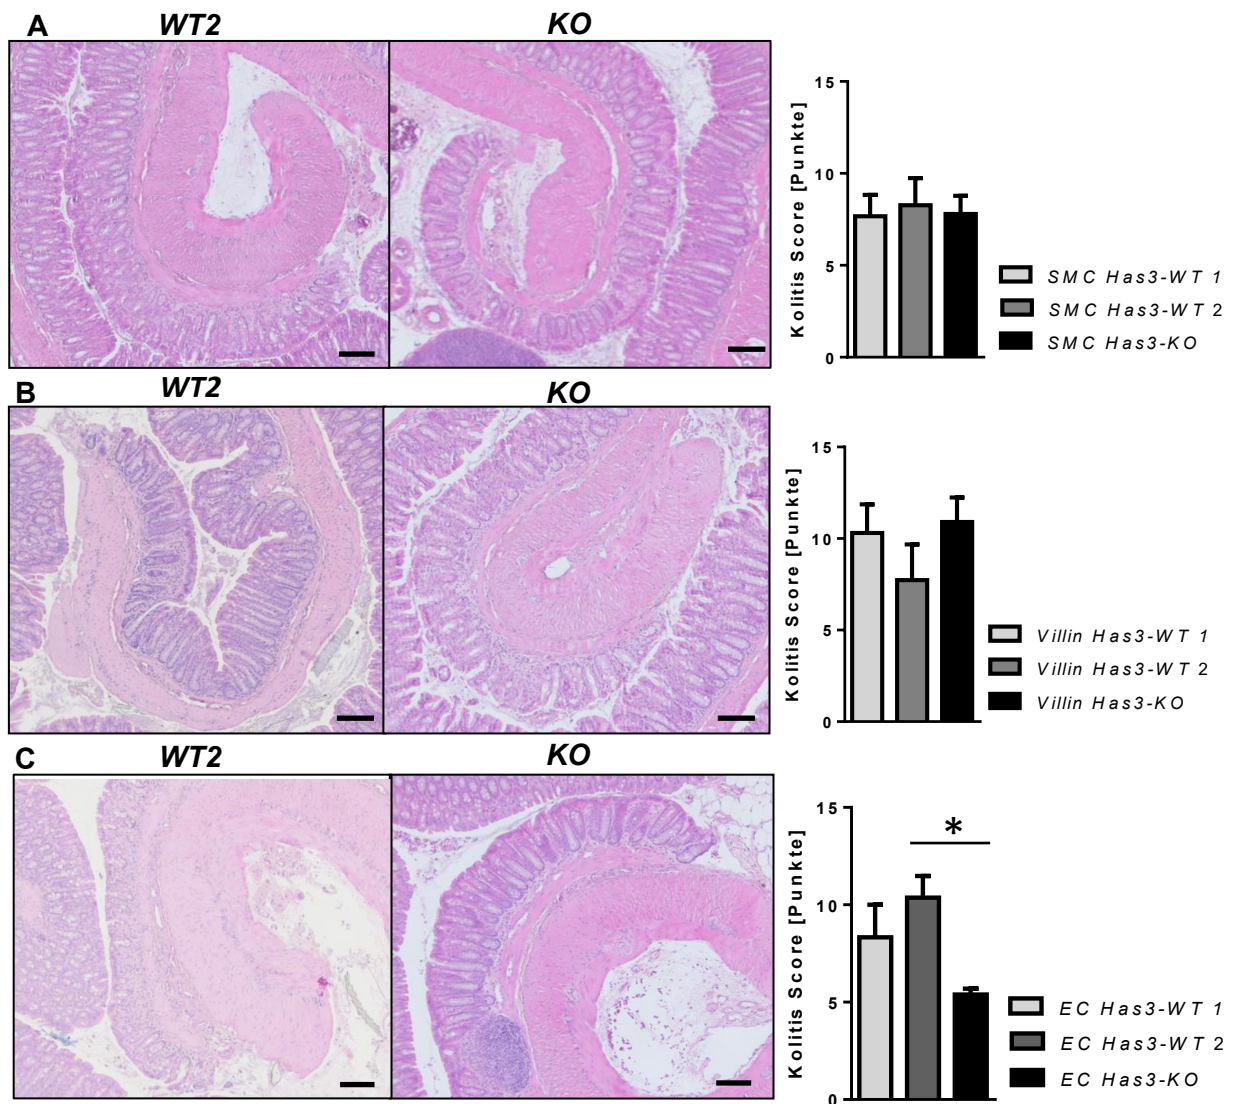 A
WT2
KO
Kolitis Score [Punkte]
15
10
5
0
SMC Has3-WT 1
SMC Has3-WT 2
SMC Has3-KO
B
WT2
KO
Kolitis Score [Punkte]
15
10
5
0
Villin Has3-WT 1
Villin Has3-WT 2
Villin Has3-KO
C
WT2
KO
Kolitis Score [Punkte]
15
10
5
0
*
EC Has3-WT 1
EC Has3-WT 2
EC Has3-KO